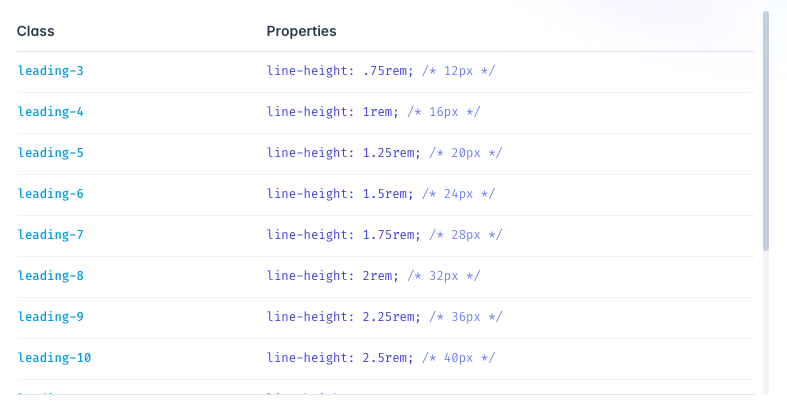 Class Properties
leading-3 line-height: .75rem; /* 12px */
leading-4 line-height: 1rem; /* 16px */
leading-5 line-height: 1.25rem; /* 20px */
leading-6 line-height: 1.5rem; /* 24px */
leading-7 line-height: 1.75rem; /* 28px */
leading-8 line-height: 2rem; /* 32px */
leading-9 line-height: 2.25rem; /* 36px */
leading-10 line-height: 2.5rem; /* 40px */